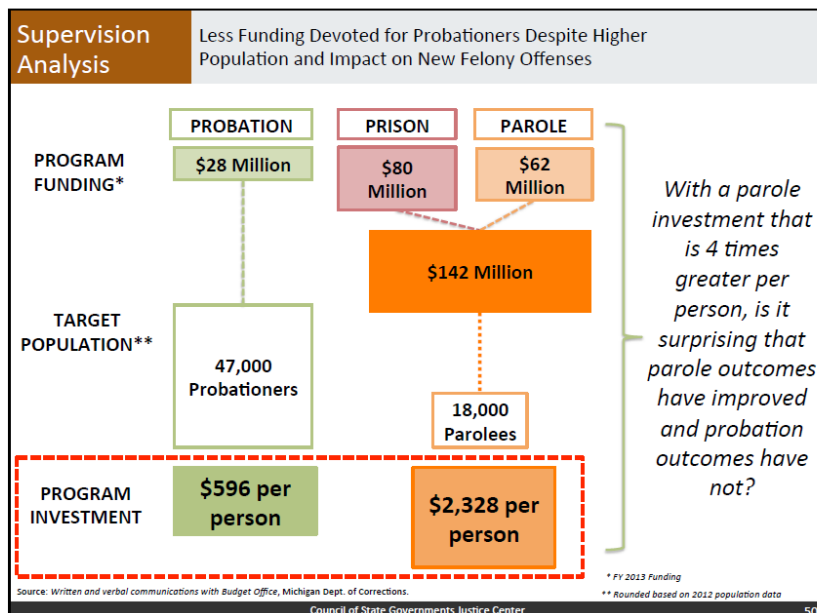 Supervision
Analysis
Less Funding Devoted for Probationers Despite Higher
Population and Impact on New Felony Offenses
PROBATION
PRISON
PAROLE
PROGRAM
FUNDING*
$28 Million
$80
Million
$62
Million
$142 Million
TARGET
POPULATION**
47,000
Probationers
18,000
Parolees
PROGRAM
INVESTMENT
$596 per
person
$2,328 per
person
With a parole
investment that
is 4 times
greater per
person, is it
surprising that
parole outcomes
have improved
and probation
outcomes have
not?
* FY 2013 Funding
** Rounded based on 2012 population data
Source: Written and verbal communications with Budget Office, Michigan Dept. of Corrections.
Council of State Governments Justice Center
50